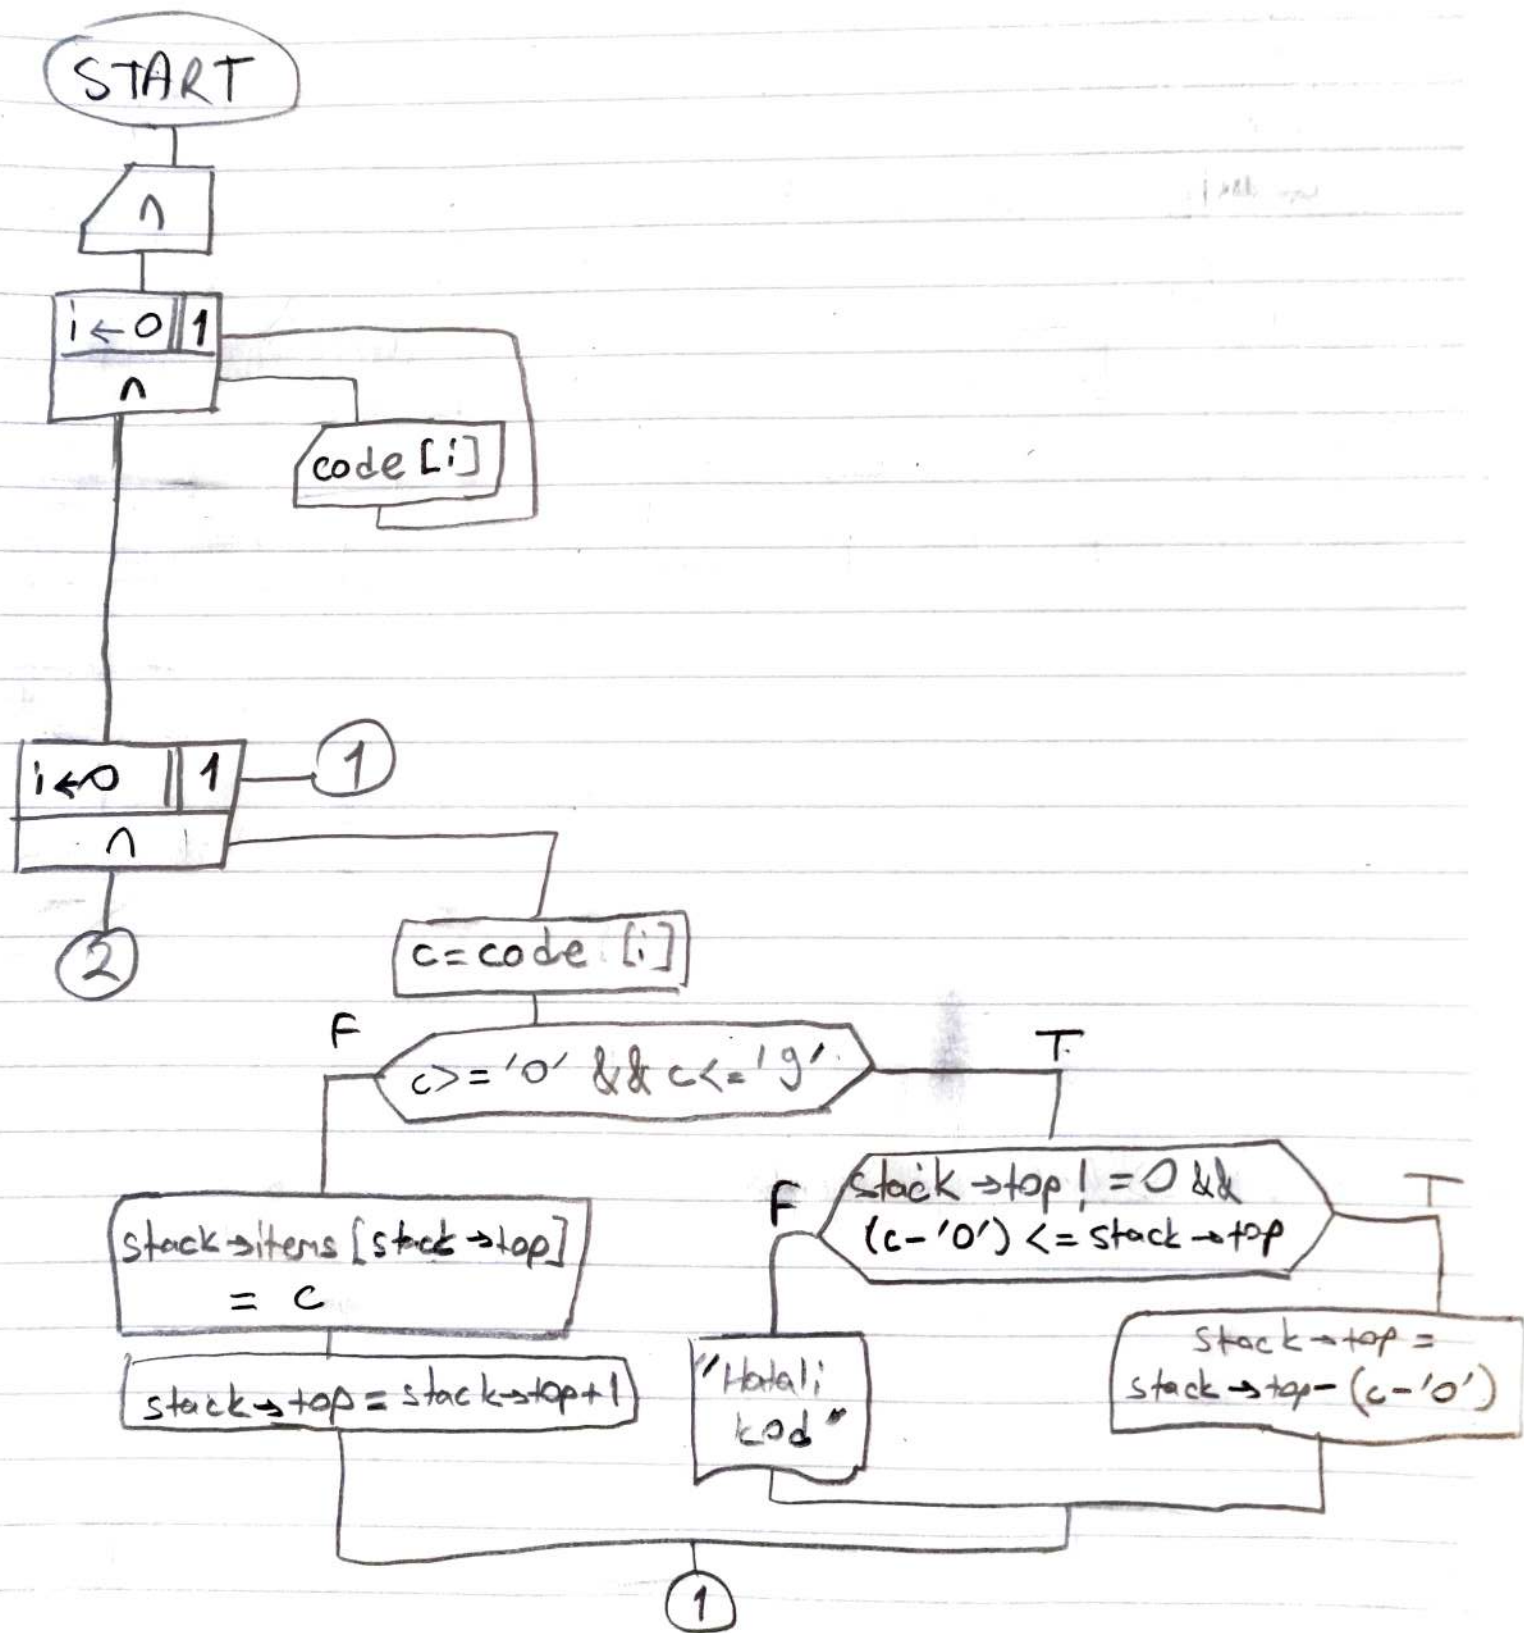 START
n
i ← 0 1
n
code [i]
i ← 0 1
1
n
2
c = code [i]
F
T
c >= '0' && c <= '9'
stack → top ! = 0 &&
F
T
(c - '0') <= stack → top
stack → items [stack → top]
= c
stack → top =
stack → top - (c - '0')
"Hatali
kod"
stack → top = stack → top + 1
1